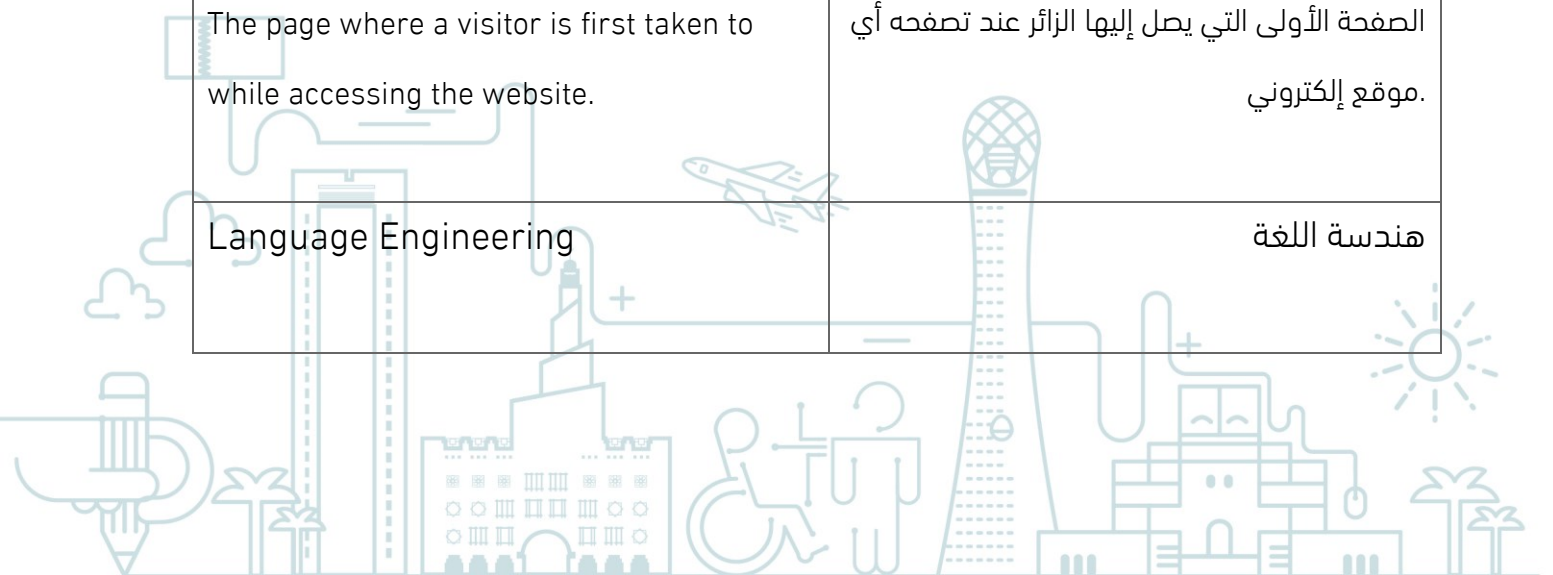 The page where a visitor is first taken to
while accessing the website.
الصفحة الأولى التي يصل إليها الزائر عند تصفحه أي
.موقع إلكتروني
Language Engineering
هندسة اللغة